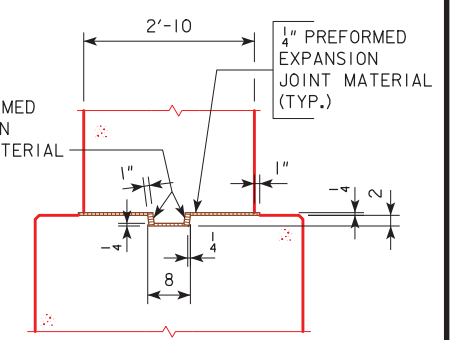 2'-10
1/4" PREFORMED
EXPANSION
JOINT MATERIAL
(TYP.)
MED
N
TERIAL
1"
1"
1/4
2
1/4
1/4
8